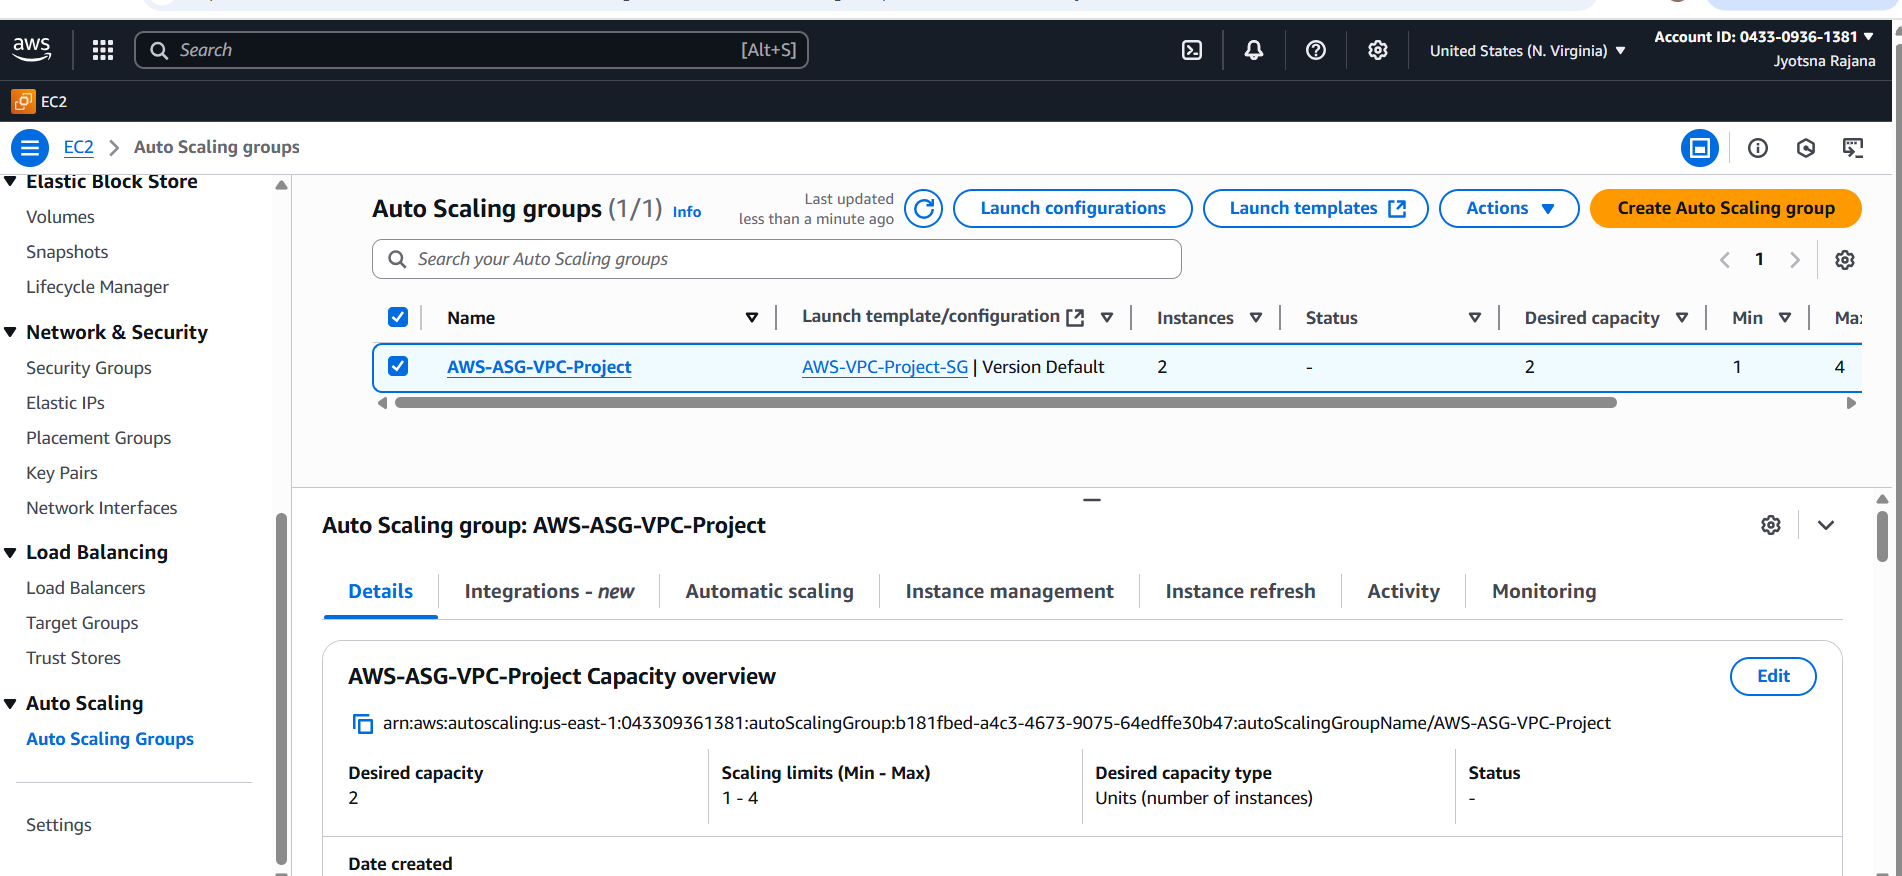 aws
Search
[Alt+S]
United States (N. Virginia)
Account ID: 0433-0936-1381
Jyotsna Rajana
EC2
EC2 > Auto Scaling groups
Elastic Block Store
Volumes
Snapshots
Lifecycle Manager
Network & Security
Security Groups
Elastic IPs
Placement Groups
Key Pairs
Network Interfaces
Load Balancing
Load Balancers
Target Groups
Trust Stores
Auto Scaling
Auto Scaling Groups
Settings
Auto Scaling groups (1/1) Info
Last updated
less than a minute ago
Launch configurations
Launch templates
Actions
Create Auto Scaling group
Search your Auto Scaling groups
1
Name
Launch template/configuration
Instances
Status
Desired capacity
Min
Max
AWS-ASG-VPC-Project
AWS-VPC-Project-SG | Version Default
2
-
2
1
4
Auto Scaling group: AWS-ASG-VPC-Project
Details
Integrations - new
Automatic scaling
Instance management
Instance refresh
Activity
Monitoring
AWS-ASG-VPC-Project Capacity overview
Edit
arn:aws:autoscaling:us-east-1:043309361381:autoScalingGroup:b181fbed-a4c3-4673-9075-64edffe30b47:autoScalingGroupName/AWS-ASG-VPC-Project
Desired capacity
2
Scaling limits (Min - Max)
1 - 4
Desired capacity type
Units (number of instances)
Status
-
Date created